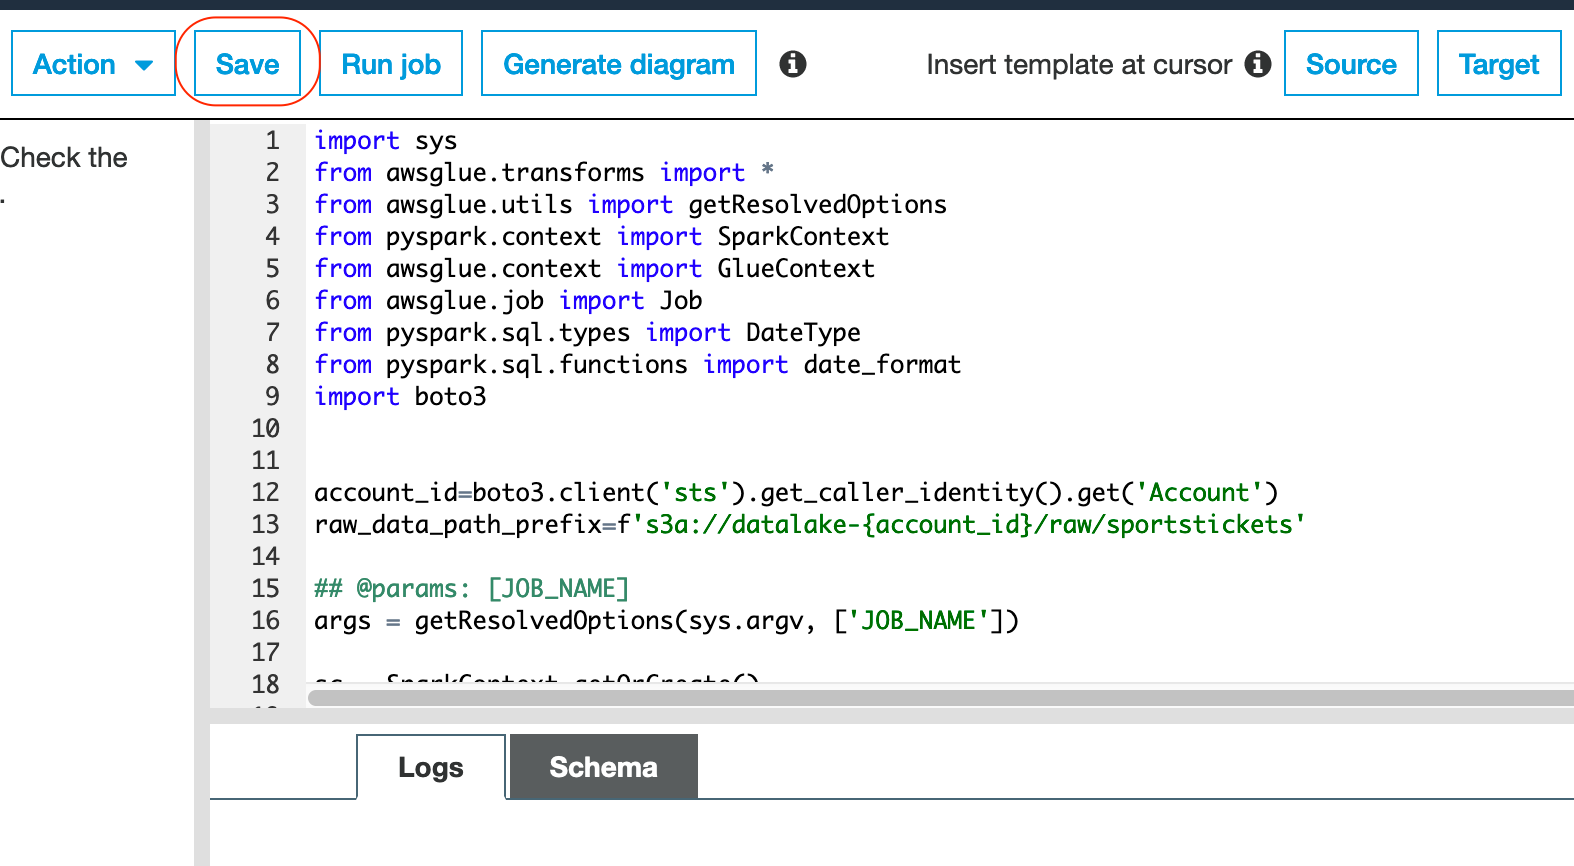 Action Save Run job Generate diagram Insert template at cursor Source Target
Check the
.
1 import sys
2 from awsglue.transforms import *
3 from awsglue.utils import getResolvedOptions
4 from pyspark.context import SparkContext
5 from awsglue.context import GlueContext
6 from awsglue.job import Job
7 from pyspark.sql.types import DateType
8 from pyspark.sql.functions import date_format
9 import boto3
10
11
12 account_id=boto3.client('sts').get_caller_identity().get('Account')
13 raw_data_path_prefix=f's3a://datalake-{account_id}/raw/sportstickets'
14
15 ## @params: [JOB_NAME]
16 args = getResolvedOptions(sys.argv, ['JOB_NAME'])
17
18 sc = SparkContext.getOrCreate()
Logs Schema